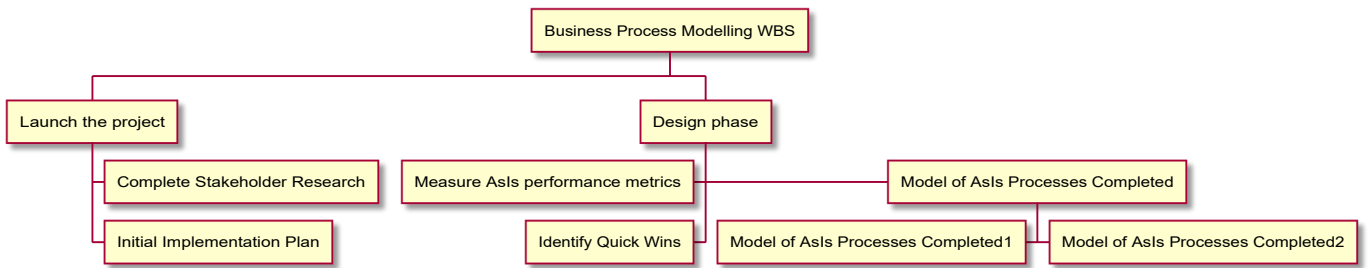 Business Process Modelling WBS
Launch the project
Design phase
Complete Stakeholder Research
Measure AsIs performance metrics
Model of AsIs Processes Completed
Initial Implementation Plan
Identify Quick Wins
Model of AsIs Processes Completed1
Model of AsIs Processes Completed2